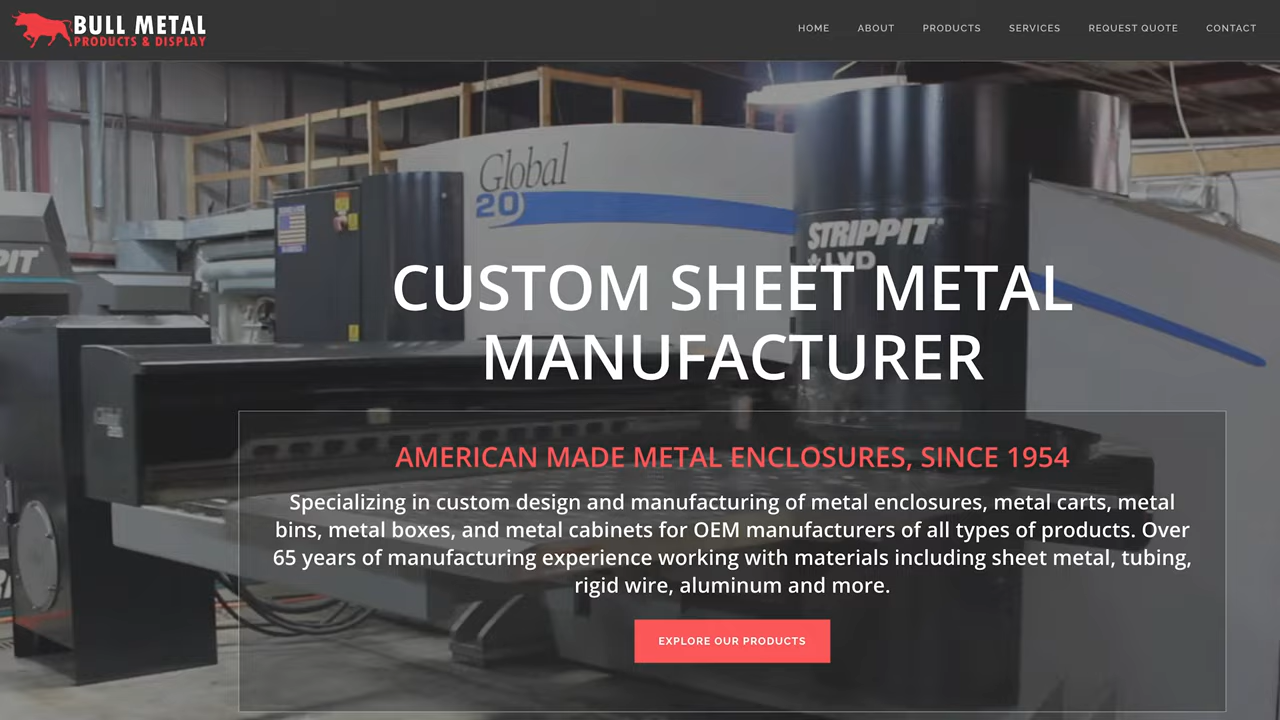 BULL METAL
PRODUCTS & DISPLAY
HOME ABOUT PRODUCTS SERVICES REQUEST QUOTE CONTACT
Global
20
STRIPPIT
LVD
PIT
CUSTOM SHEET METAL
MANUFACTURER
AMERICAN MADE METAL ENCLOSURES, SINCE 1954
Specializing in custom design and manufacturing of metal enclosures, metal carts, metal
bins, metal boxes, and metal cabinets for OEM manufacturers of all types of products. Over
65 years of manufacturing experience working with materials including sheet metal, tubing,
rigid wire, aluminum and more.
EXPLORE OUR PRODUCTS